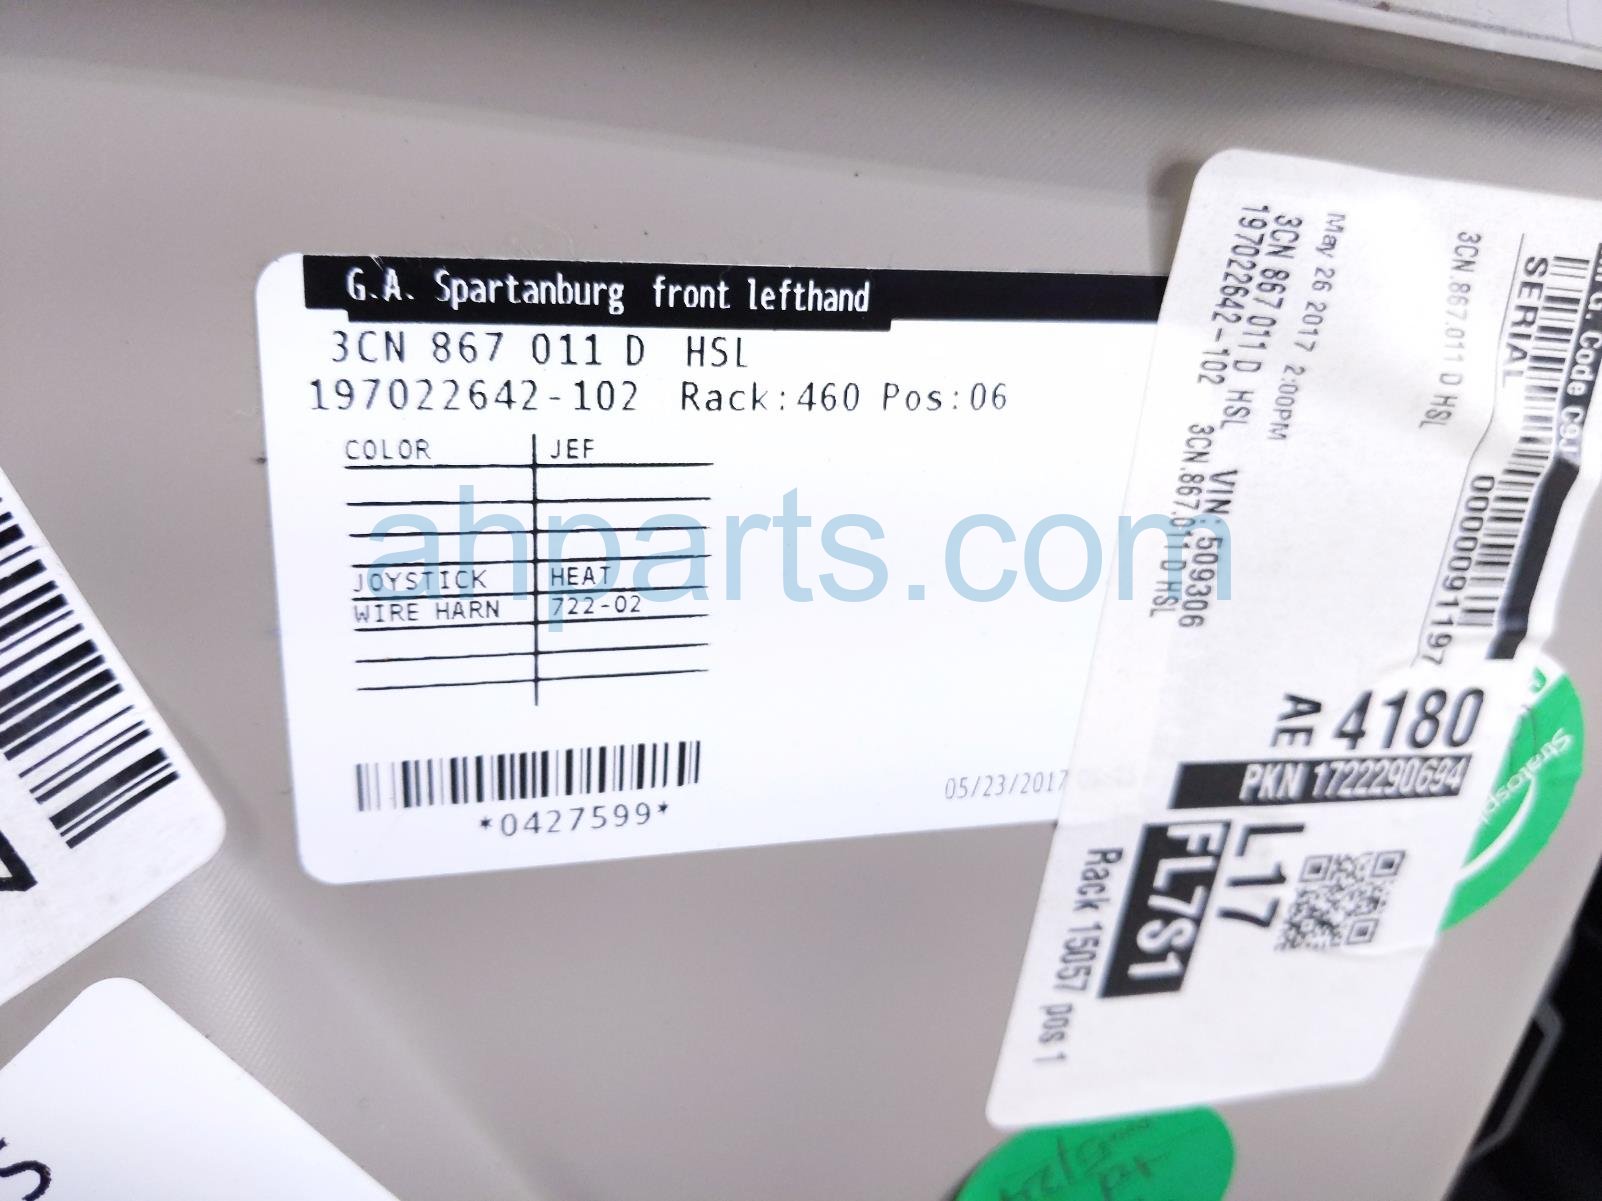 G.A. Spartanburg front lefthand
3CN 867 011 D HSL
197022642-102 Rack:460 Pos:06
COLOR JEF
JOYSTICK HEAT
WIRE HARN 722-02
*0427599*
05/23/2017
ahparts.com
G. Code
SERIAL
0000091197
3CN.867.011 D HSL
May 26 2017 2:00PM
3CN 867 011 D HSL VIN: 509306
197022642-102 3CN.867.011 D HSL
AE 4180
PKN 1722290694
L17
FL7S1
Rack 15057 pos 1